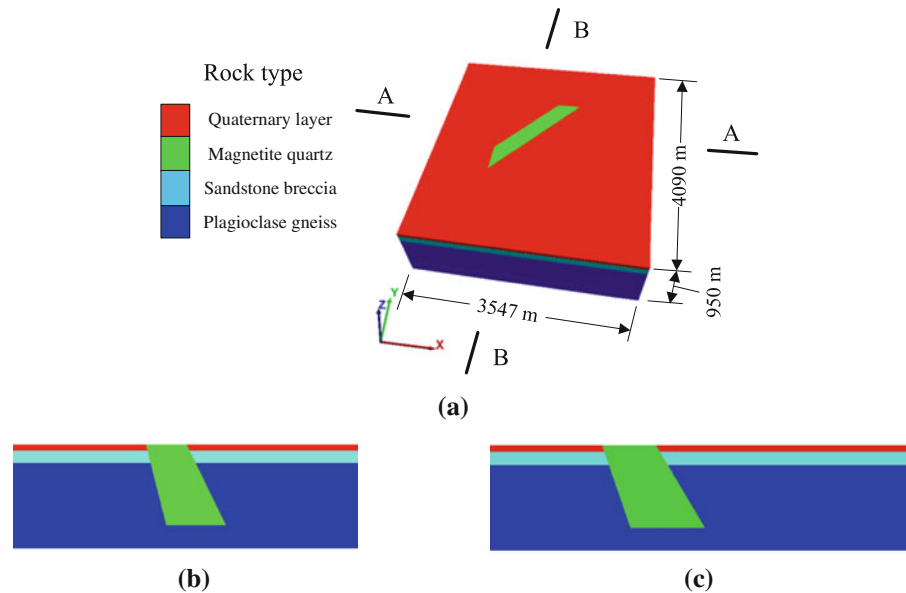 B
Rock type
A
Quaternary layer
Magnetite quartz
Sandstone breccia
Plagioclase gneiss
A
4090 m
950 m
3547 m
Z
Y
X
B
(a)
(b)
(c)